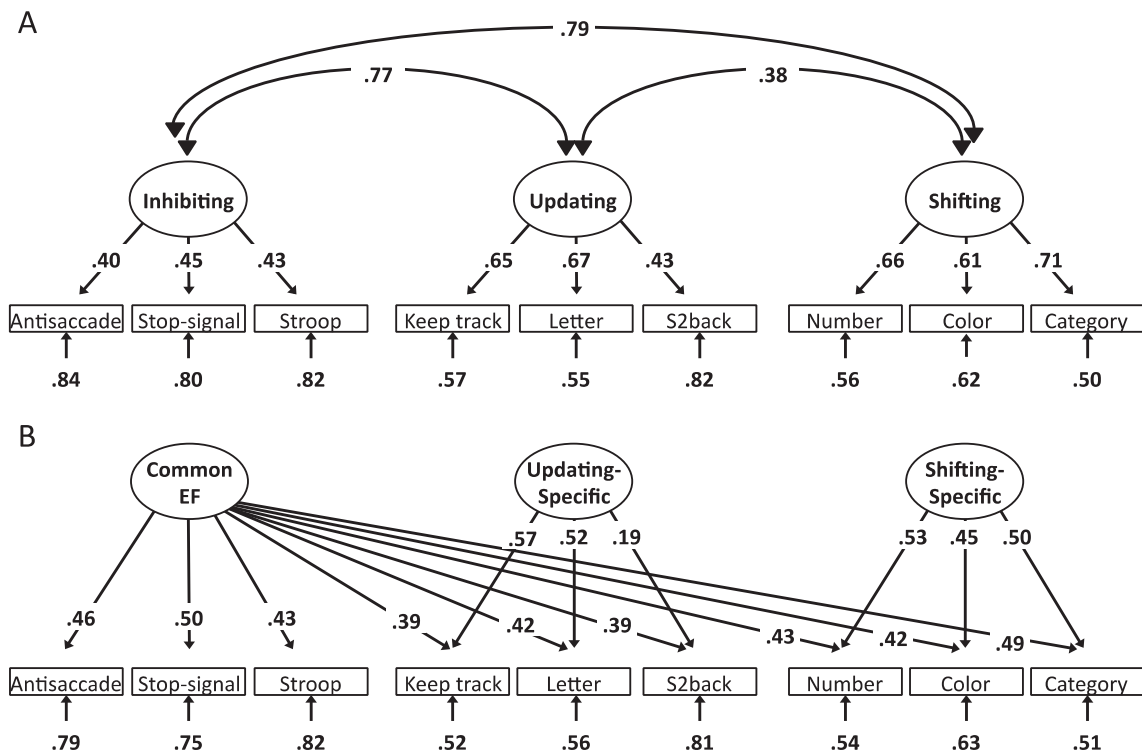 A
.79
.77 .38
Inhibiting Updating Shifting
.40 .45 .43 .65 .67 .43 .66 .61 .71
Antisaccade Stop-signal Stroop Keep track Letter S2back Number Color Category
.84 .80 .82 .57 .55 .82 .56 .62 .50
B
Common Updating- Shifting-
EF Specific Specific
.57 .52 .19 .53 .45 .50
.46 .50 .43 .39 .42 .39 .43 .42 .49
Antisaccade Stop-signal Stroop Keep track Letter S2back Number Color Category
.79 .75 .82 .52 .56 .81 .54 .63 .51